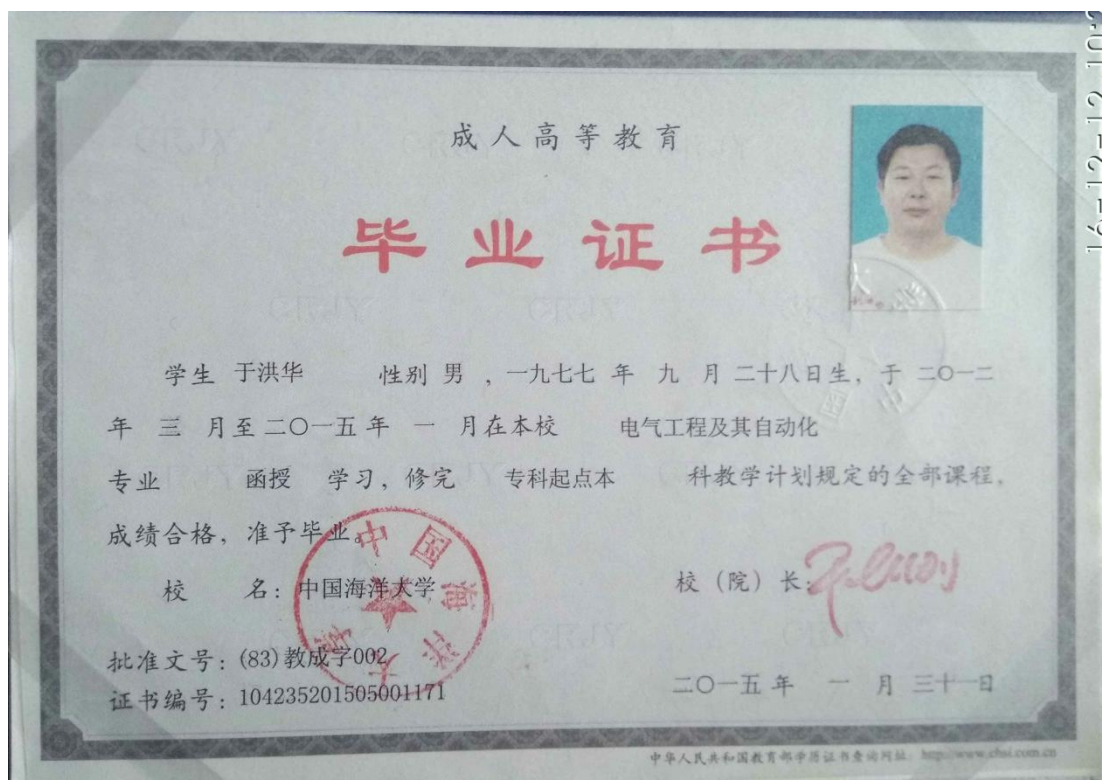 成人高等教育
毕业证书
学生 于洪华 性别 男 ，一九七七 年 九 月 二十八日生，于 二〇一二
年 三 月至 二〇一五 年 一 月在本校 电气工程及其自动化
专业 函授 学习，修完 专科起点本 科教学计划规定的全部课程，
成绩合格，准予毕业。
校 名：中国海洋大学
校（院）长：
中国海洋大学
批准文号：(83)教成字002
证书编号：104235201505001171
二〇一五 年 一 月 三十一日
中华人民共和国教育部学历证书查询网址：http://www.chsi.com.cn